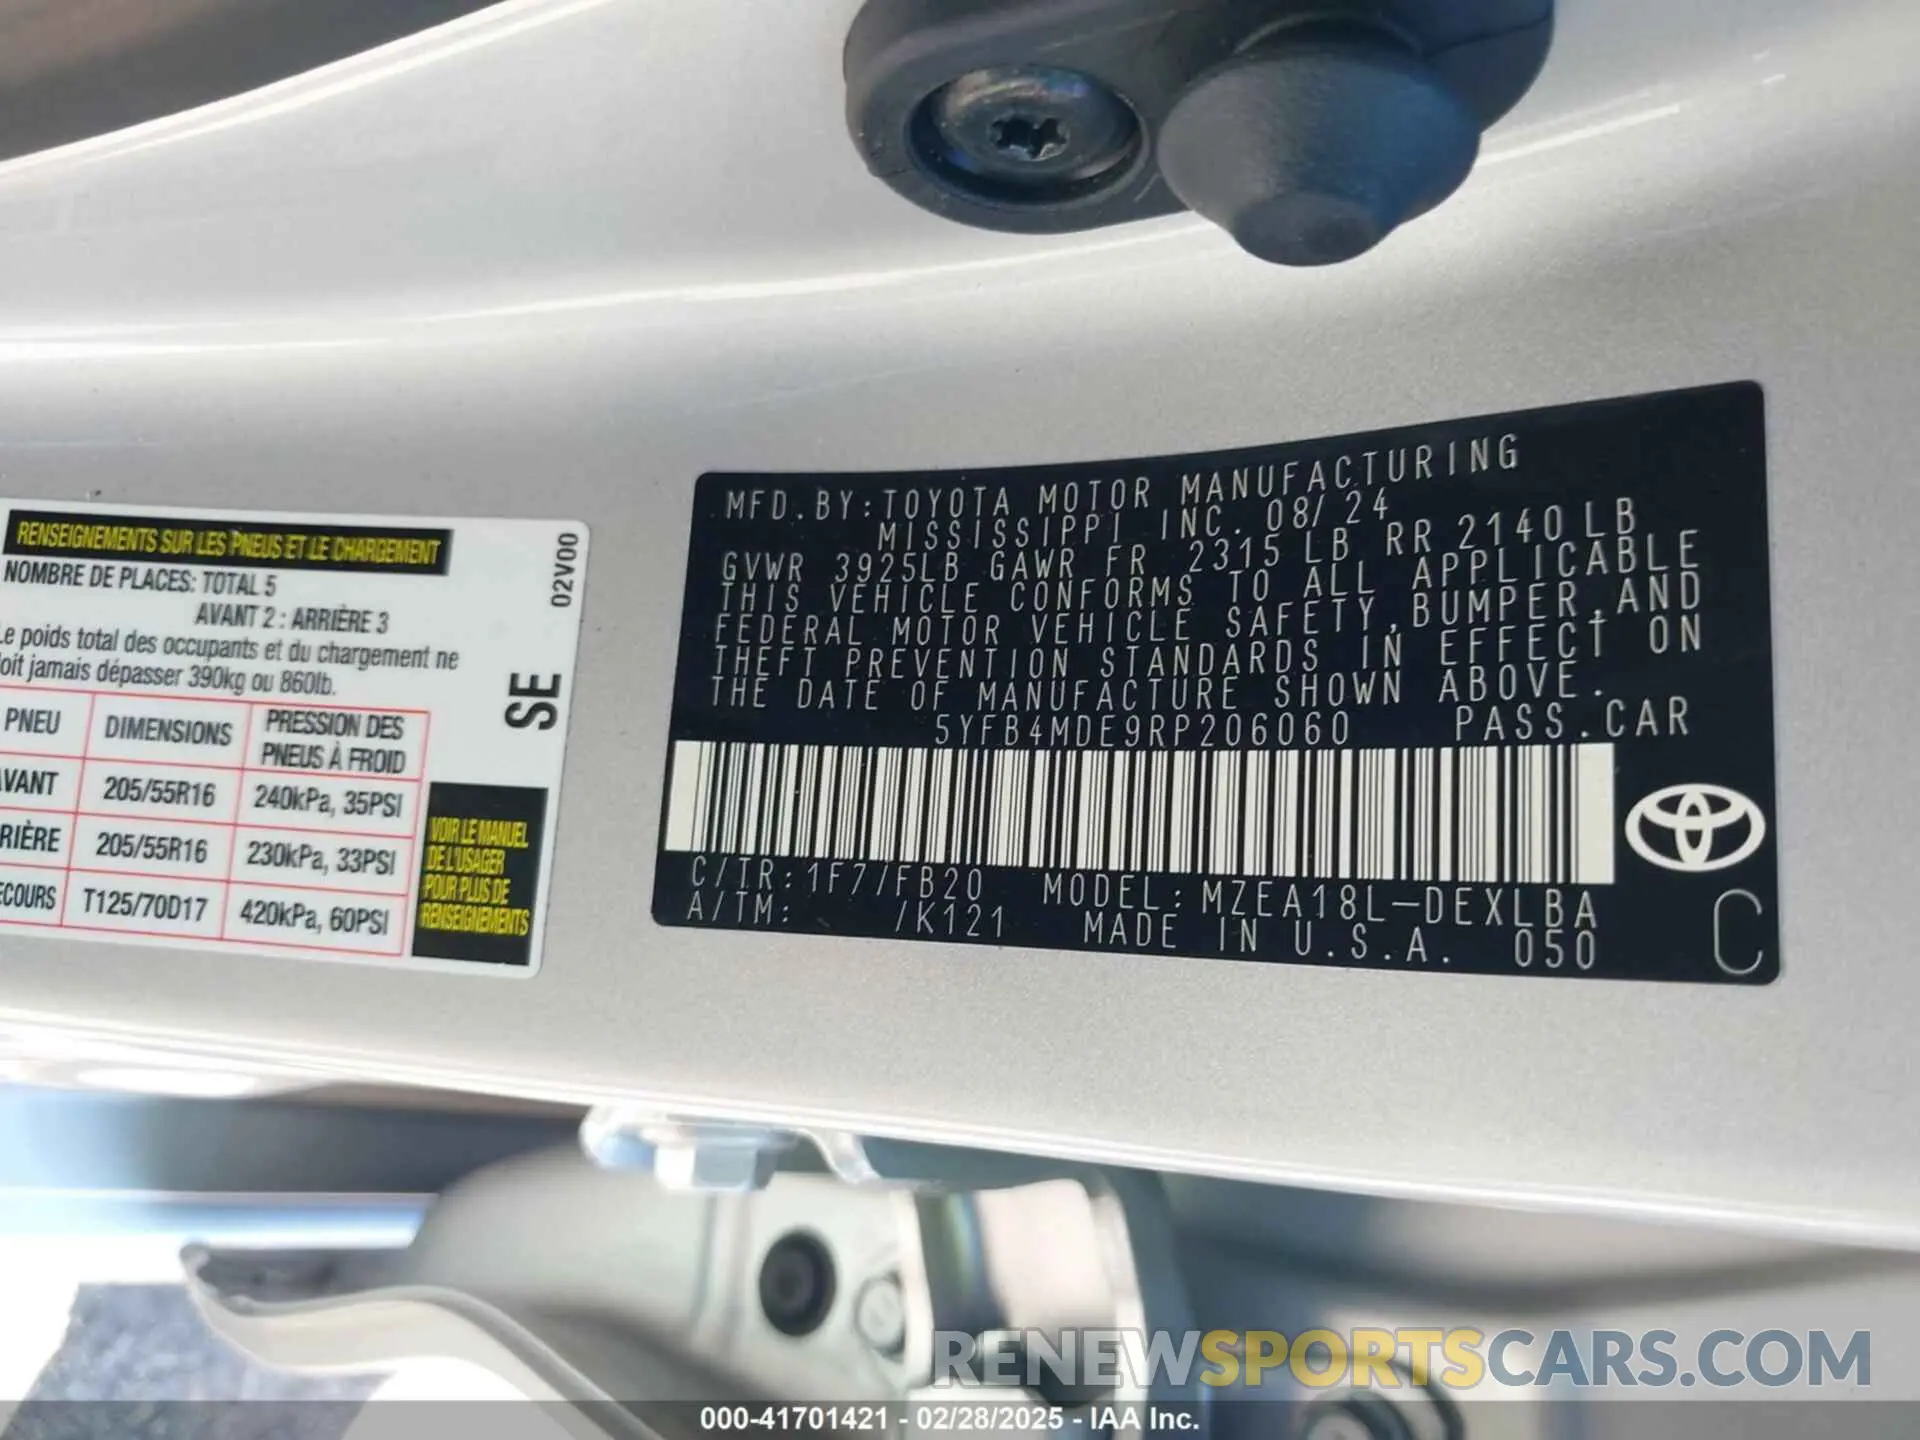 RENSEIGNEMENTS SUR LES PNEUS ET LE CHARGEMENT
NOMBRE DE PLACES: TOTAL 5
AVANT 2 : ARRIÈRE 3
Le poids total des occupants et du chargement ne
doit jamais dépasser 390kg ou 860lb.
PNEU DIMENSIONS PRESSION DES PNEUS À FROID
AVANT 205/55R16 240kPa, 35PSI
RIÈRE 205/55R16 230kPa, 33PSI
ECOURS T125/70D17 420kPa, 60PSI
02V00
SE
VOIR LE MANUEL
DE L'USAGER
POUR PLUS DE
RENSEIGNEMENTS
MFD. BY: TOYOTA MOTOR MANUFACTURING
MISSISSIPPI INC. 08/24
GVWR 3925LB GAWR FR 2315 LB RR 2140LB
THIS VEHICLE CONFORMS TO ALL APPLICABLE
FEDERAL MOTOR VEHICLE SAFETY, BUMPER, AND
THEFT PREVENTION STANDARDS IN EFFECT ON
THE DATE OF MANUFACTURE SHOWN ABOVE.
5YFB4MDE9RP206060 PASS. CAR
C/TR: 1F7/FB20 MODEL: MZEA18L-DEXLBA
A/TM: /K121 MADE IN U.S.A. 050
C
RENEWSPORTSCARS.COM
000-41701421 - 02/28/2025 - IAA Inc.